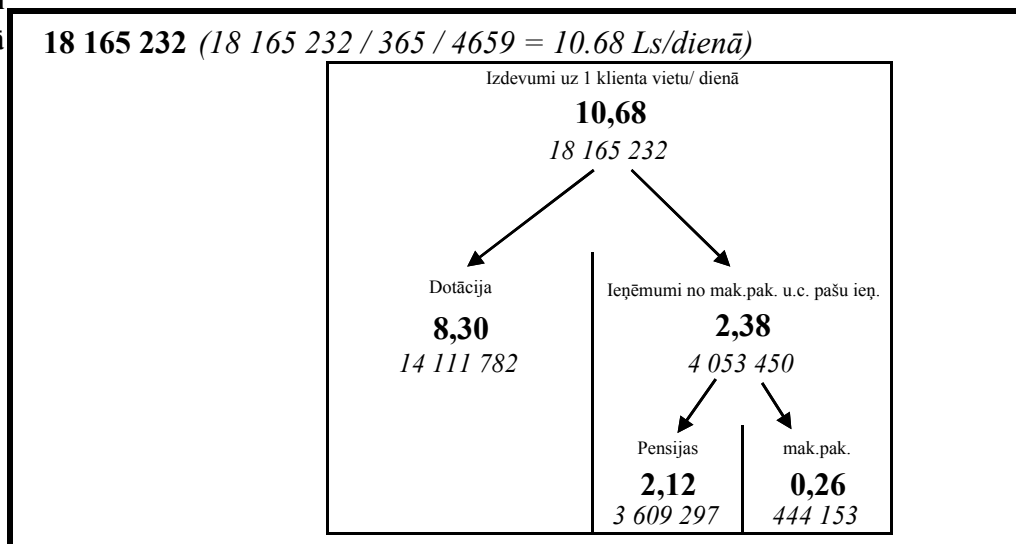 18 165 232 (18 165 232 / 365 / 4659 = 10.68 Ls/dienā)
Izdevumi uz 1 klienta vietu/ dienā
10,68
18 165 232
Dotācija
8,30
14 111 782
Ieņēmumi no mak.pak. u.c. pašu ieņ.
2,38
4 053 450
Pensijas
2,12
3 609 297
mak.pak.
0,26
444 153